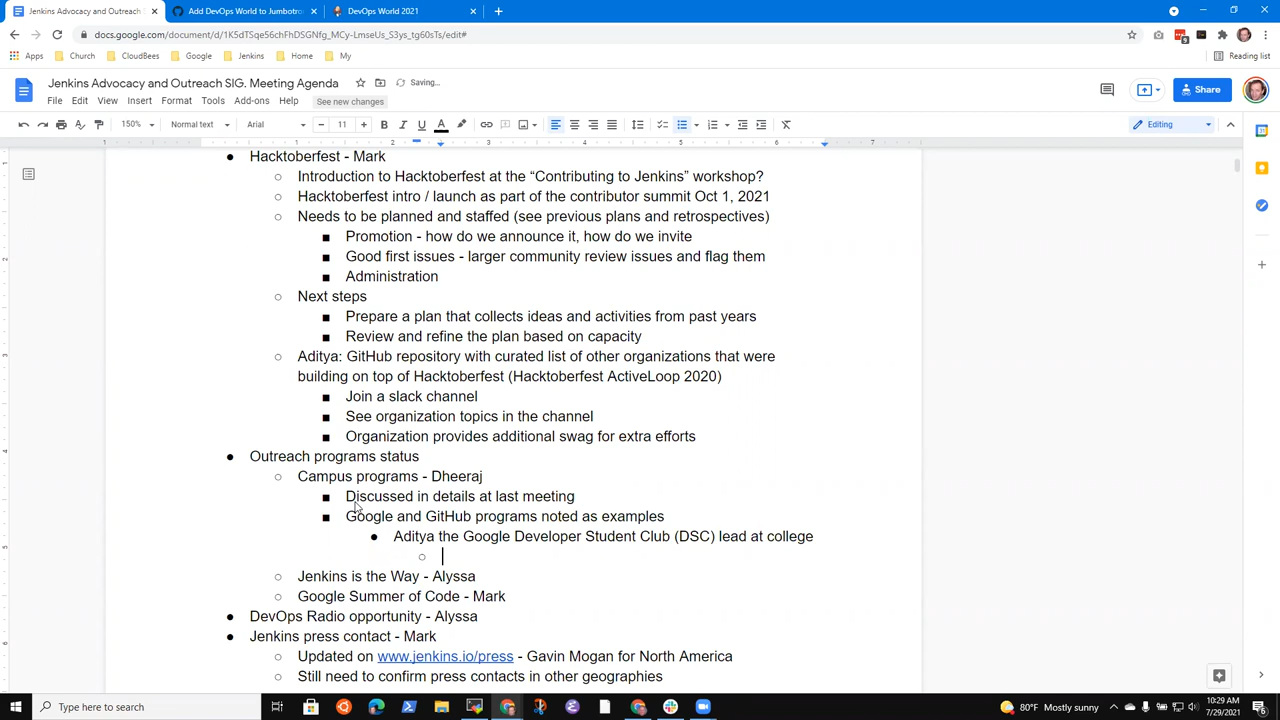 Jenkins Advocacy and Outreach S
Add DevOps World to Jumbotro
DevOps World 2021
docs.google.com/document/d/1K5dTSqe56chFhDSGNfg_MCy-LmseUs_S3ys_tg60sTs/edit#
Apps Church CloudBees Google Jenkins Home My Reading list
Jenkins Advocacy and Outreach SIG. Meeting Agenda Saving...
File Edit View Insert Format Tools Add-ons Help See new changes
Share
150% Normal text Arial 11 Editing
1 1 2 3 4 5 6 7
Hacktoberfest - Mark
Introduction to Hacktoberfest at the “Contributing to Jenkins” workshop?
Hacktoberfest intro / launch as part of the contributor summit Oct 1, 2021
Needs to be planned and staffed (see previous plans and retrospectives)
Promotion - how do we announce it, how do we invite
Good first issues - larger community review issues and flag them
Administration
Next steps
Prepare a plan that collects ideas and activities from past years
Review and refine the plan based on capacity
Aditya: GitHub repository with curated list of other organizations that were
building on top of Hacktoberfest (Hacktoberfest ActiveLoop 2020)
Join a slack channel
See organization topics in the channel
Organization provides additional swag for extra efforts
Outreach programs status
Campus programs - Dheeraj
Discussed in details at last meeting
Google and GitHub programs noted as examples
Aditya the Google Developer Student Club (DSC) lead at college
Jenkins is the Way - Alyssa
Google Summer of Code - Mark
DevOps Radio opportunity - Alyssa
Jenkins press contact - Mark
Updated on www.jenkins.io/press - Gavin Mogan for North America
Still need to confirm press contacts in other geographies
Type here to search
80°F Mostly sunny
10:29 AM
7/29/2021